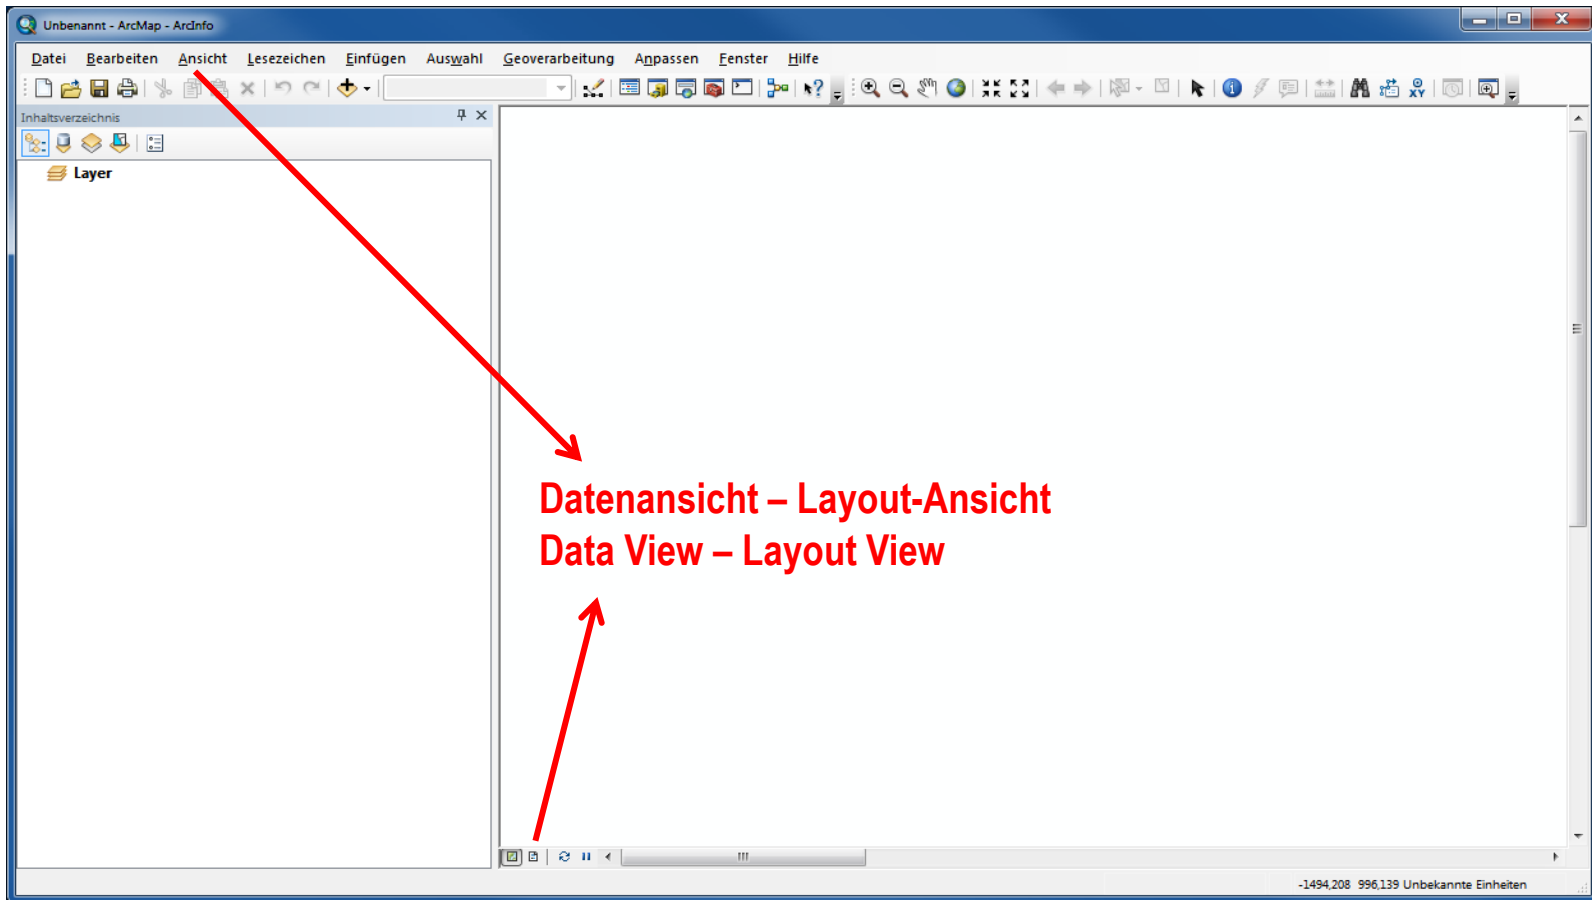 Unbenannt - ArcMap - ArcInfo
Datei Bearbeiten Ansicht Lesezeichen Einfügen Auswahl Geoverarbeitung Anpassen Fenster Hilfe
Inhaltsverzeichnis
Layer
Datenansicht – Layout-Ansicht
Data View – Layout View
-1494,208 996,139 Unbekannte Einheiten